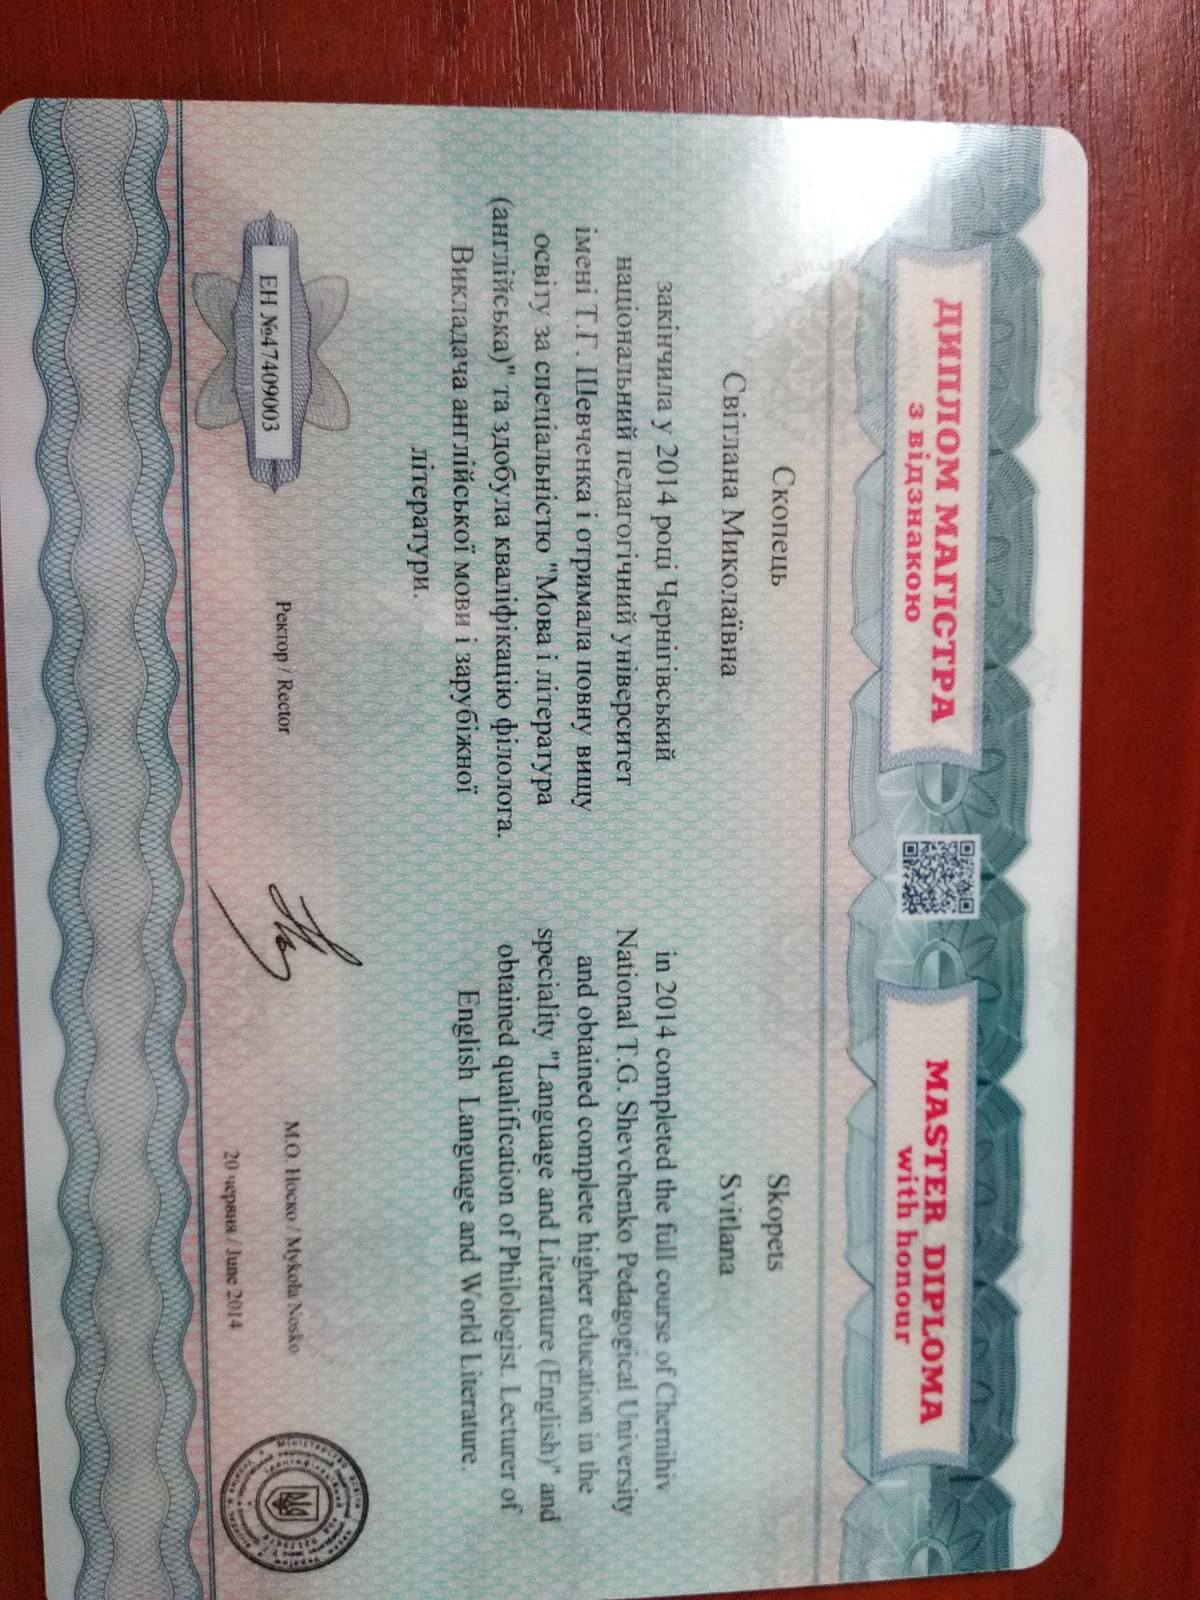 ДИПЛОМ МАГІСТРА
з відзнакою
Скопець
Світлана Миколаївна
закінчила у 2014 році Чернігівський
національний педагогічний університет
імені Т.Г. Шевченка і отримала повну вищу
освіту за спеціальністю "Мова і література
(англійська)" та здобула кваліфікацію філолога.
Викладача англійської мови і зарубіжної
літератури.
MASTER DIPLOMA
with honour
Skopets
Svitlana
in 2014 completed the full course of Chernihiv
National T.G. Shevchenko Pedagogical University
and obtained complete higher education in the
speciality "Language and Literature (English)" and
obtained qualification of Philologist. Lecturer of
English Language and World Literature.
ЕН №47409003
Ректор / Rector
М.О. Носко / Mykola Nosko
20 червня / June 2014